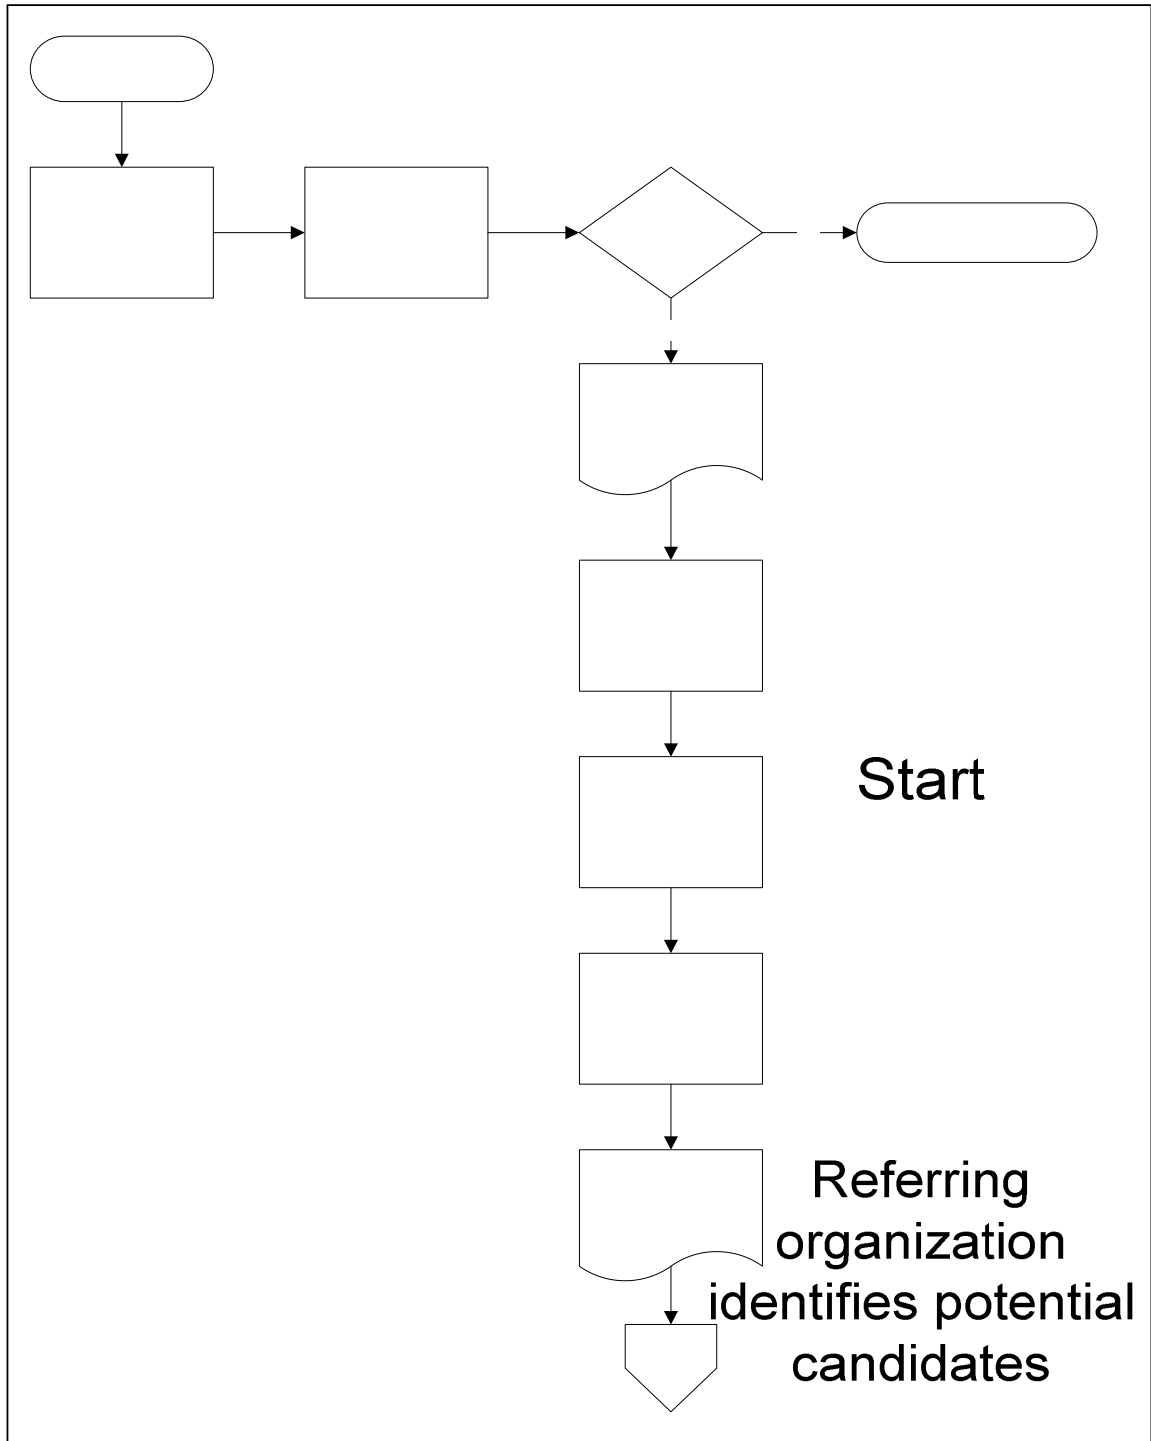 Start
Referring
organization
identifies potential
candidates